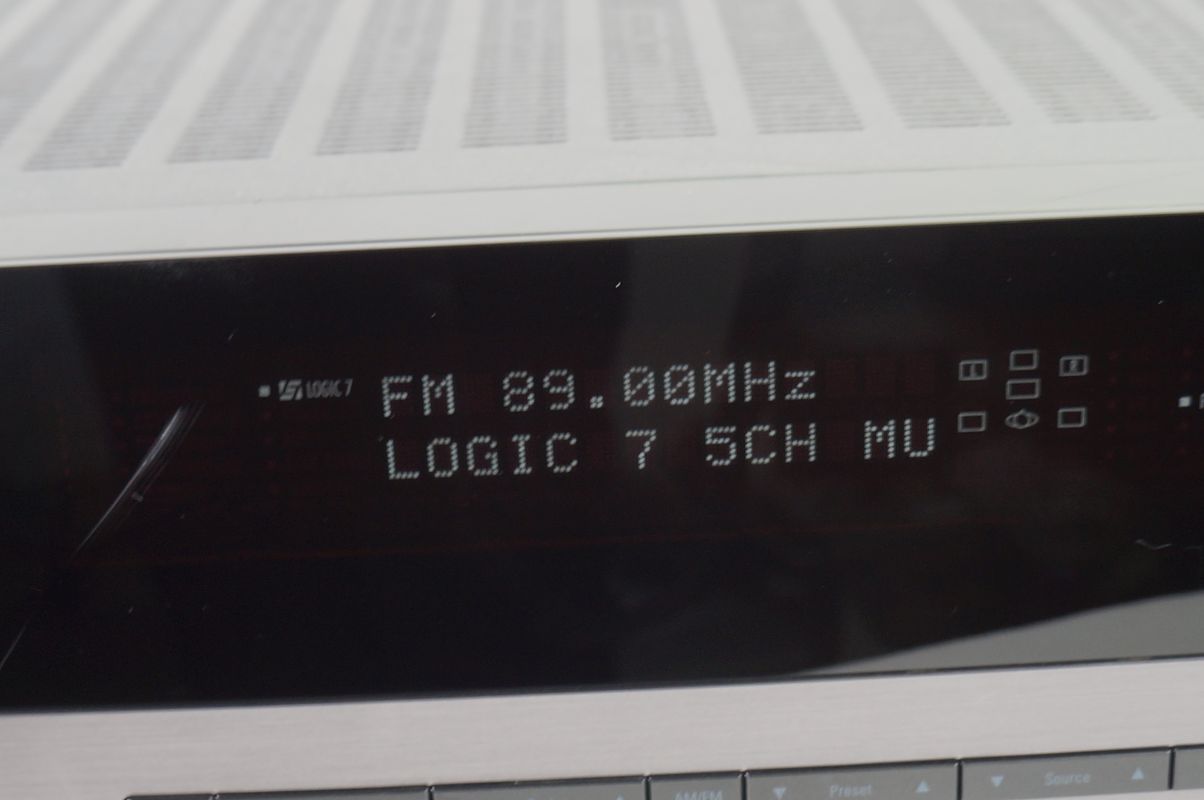 LOGIC 7
FM 89.00MHz
LOGIC 7 5CH MU
AM/FM
Preset
Source